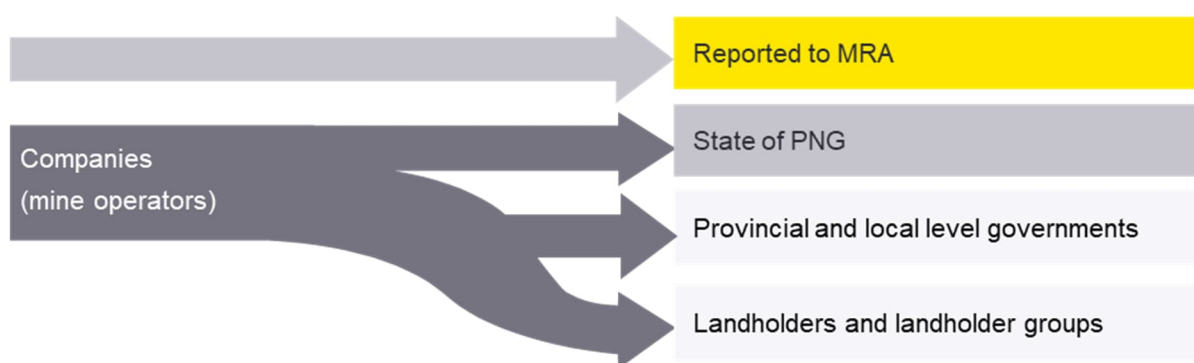 Reported to MRA
State of PNG
Companies
(mine operators)
Provincial and local level governments
Landholders and landholder groups